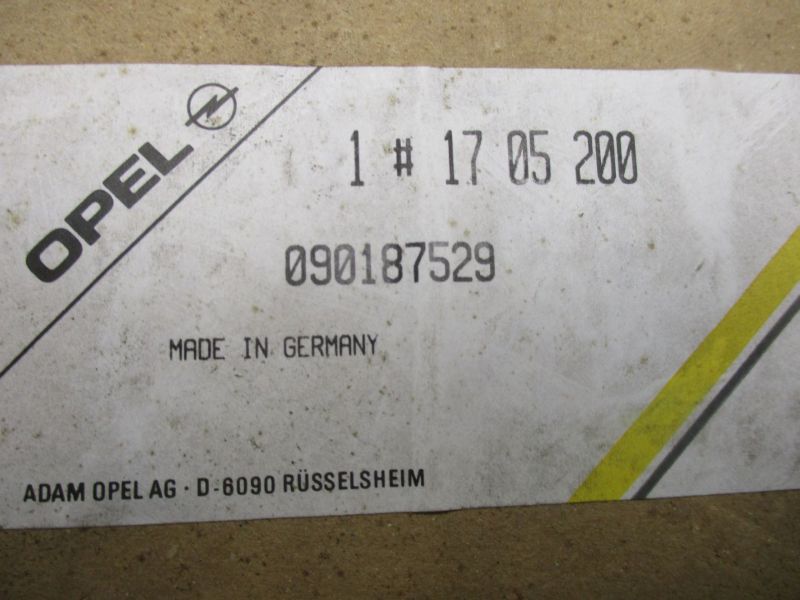 OPEL
1 # 17 05 200
090187529
MADE IN GERMANY
ADAM OPEL AG · D-6090 RÜSSELSHEIM